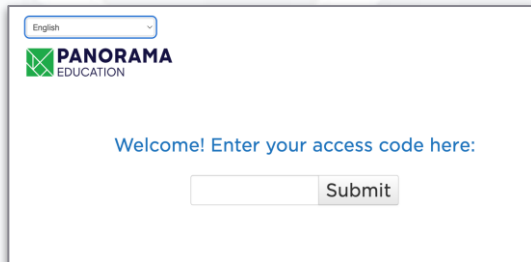 English
PANORAMA
EDUCATION
Welcome! Enter your access code here:
Submit